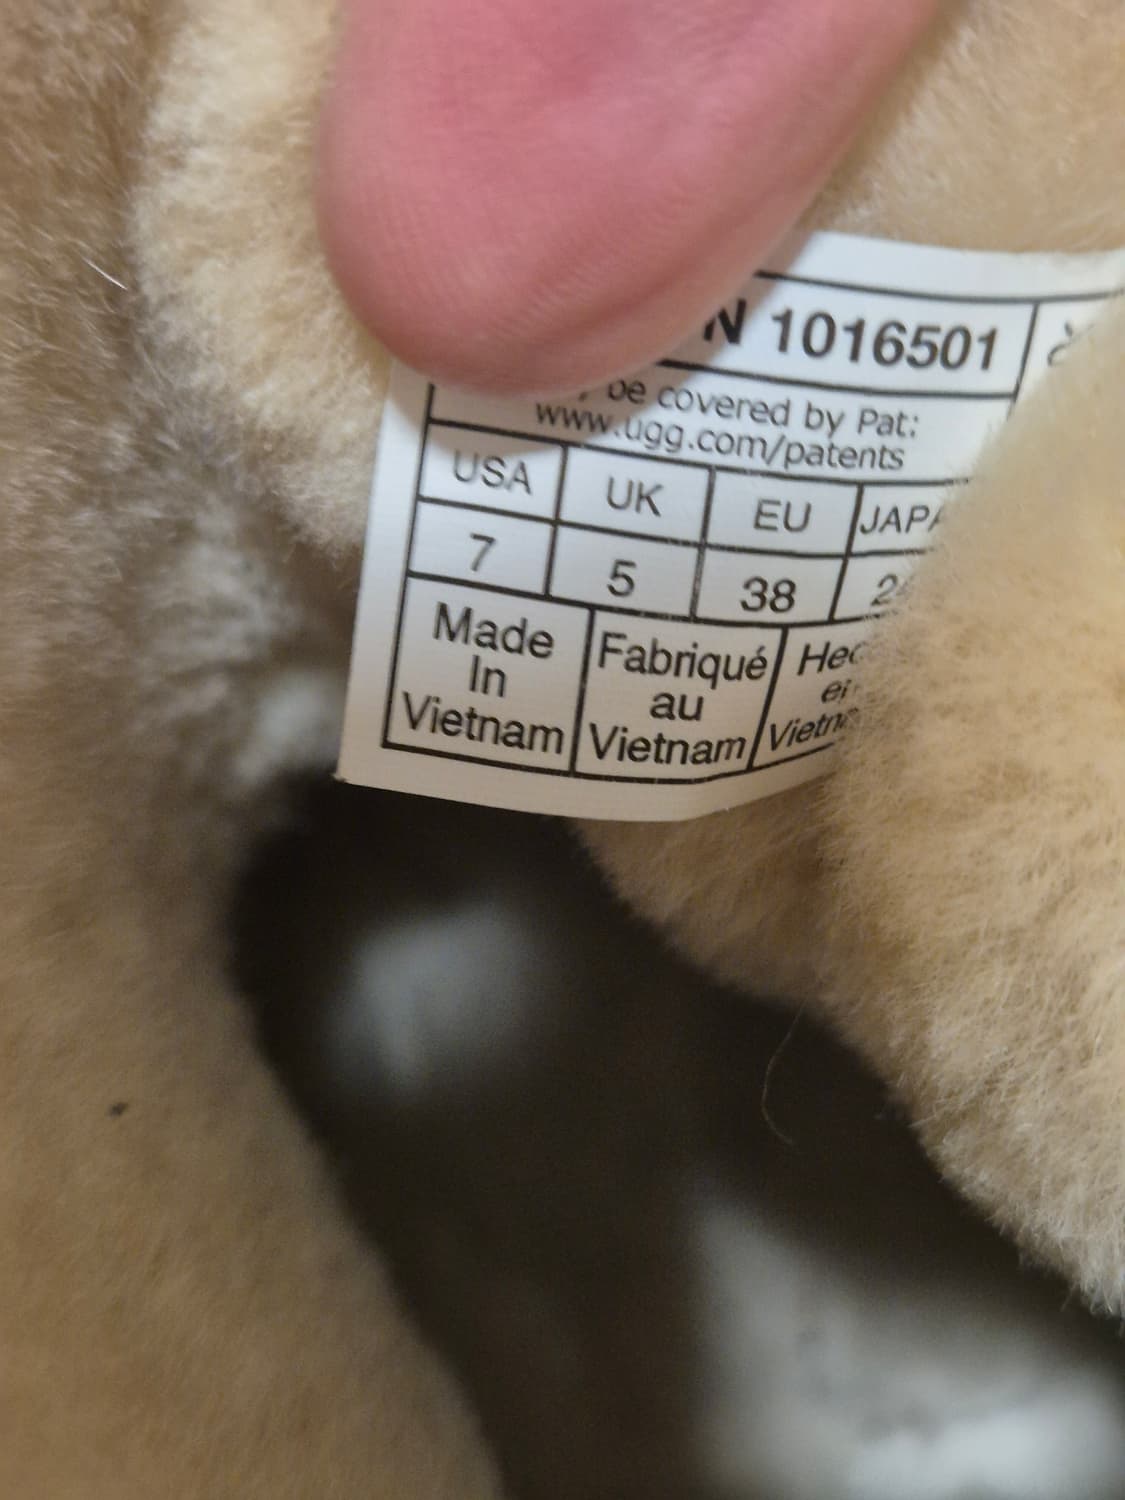 N 1016501
be covered by Pat:
www.ugg.com/patents
USA UK EU
7 5 38
Made In Vietnam
Fabriqué au Vietnam